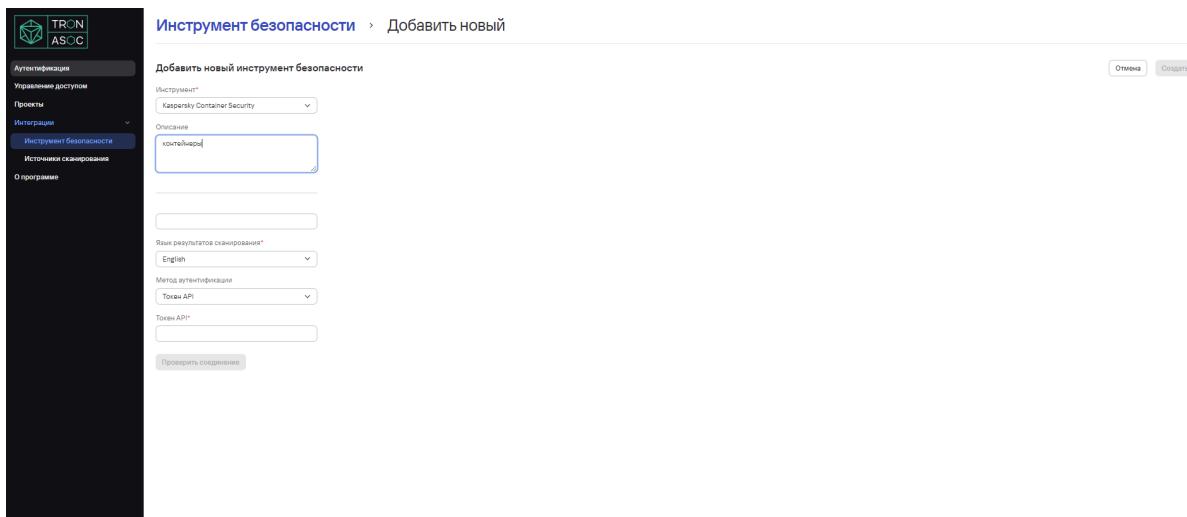 TRON
ASOC
Инструмент безопасности › Добавить новый
Аутентификация
Управление доступом
Проекты
Интеграции
Инструмент безопасности
Источники сканирования
О программе
Добавить новый инструмент безопасности
Отмена
Инструмент*
Kaspersky Container Security
Описание
контейнеры
Язык результатов сканирования*
English
Метод аутентификации
Токен API
Токен API*
Проверить соединение